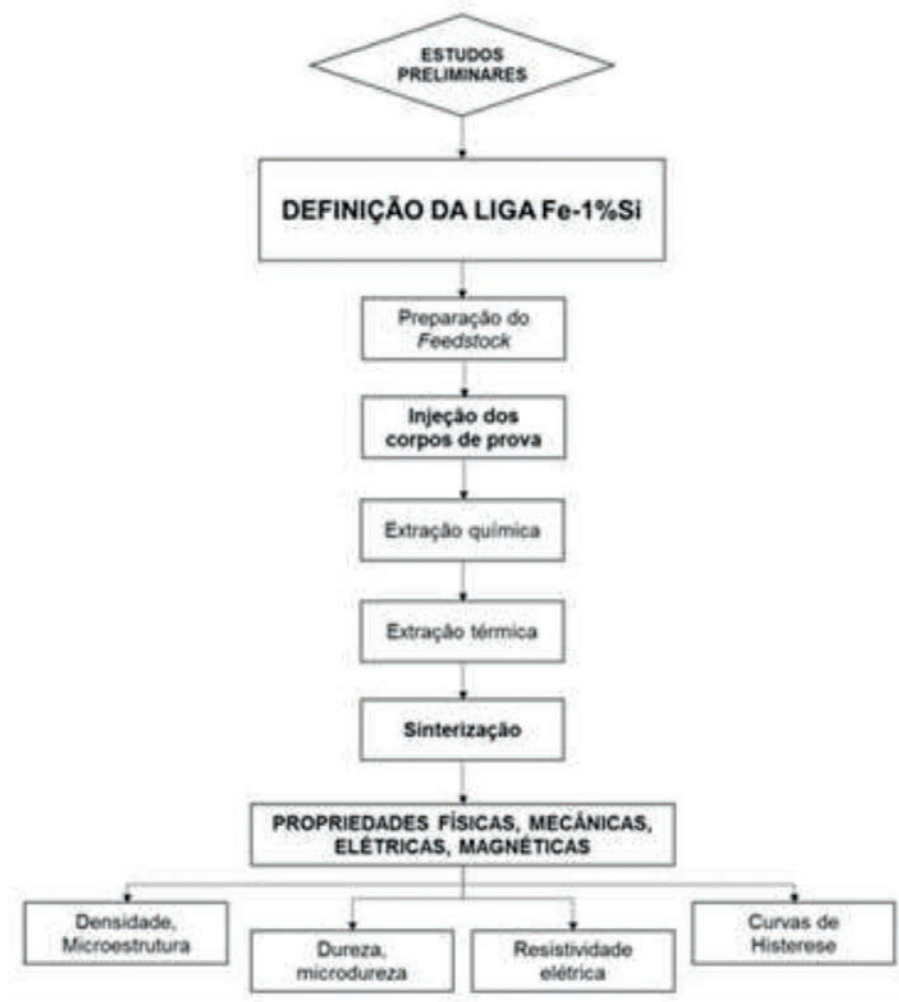 ESTUDOS
PRELIMINARES
DEFINIÇÃO DA LIGA Fe-1%Si
Preparação do
Feedstock
Injeção dos
corpos de prova
Extração química
Extração térmica
Sinterização
PROPRIEDADES FÍSICAS, MECÂNICAS,
ELÉTRICAS, MAGNÉTICAS
Densidade,
Microestrutura
Dureza,
microdureza
Resistividade
elétrica
Curvas de
Histerese